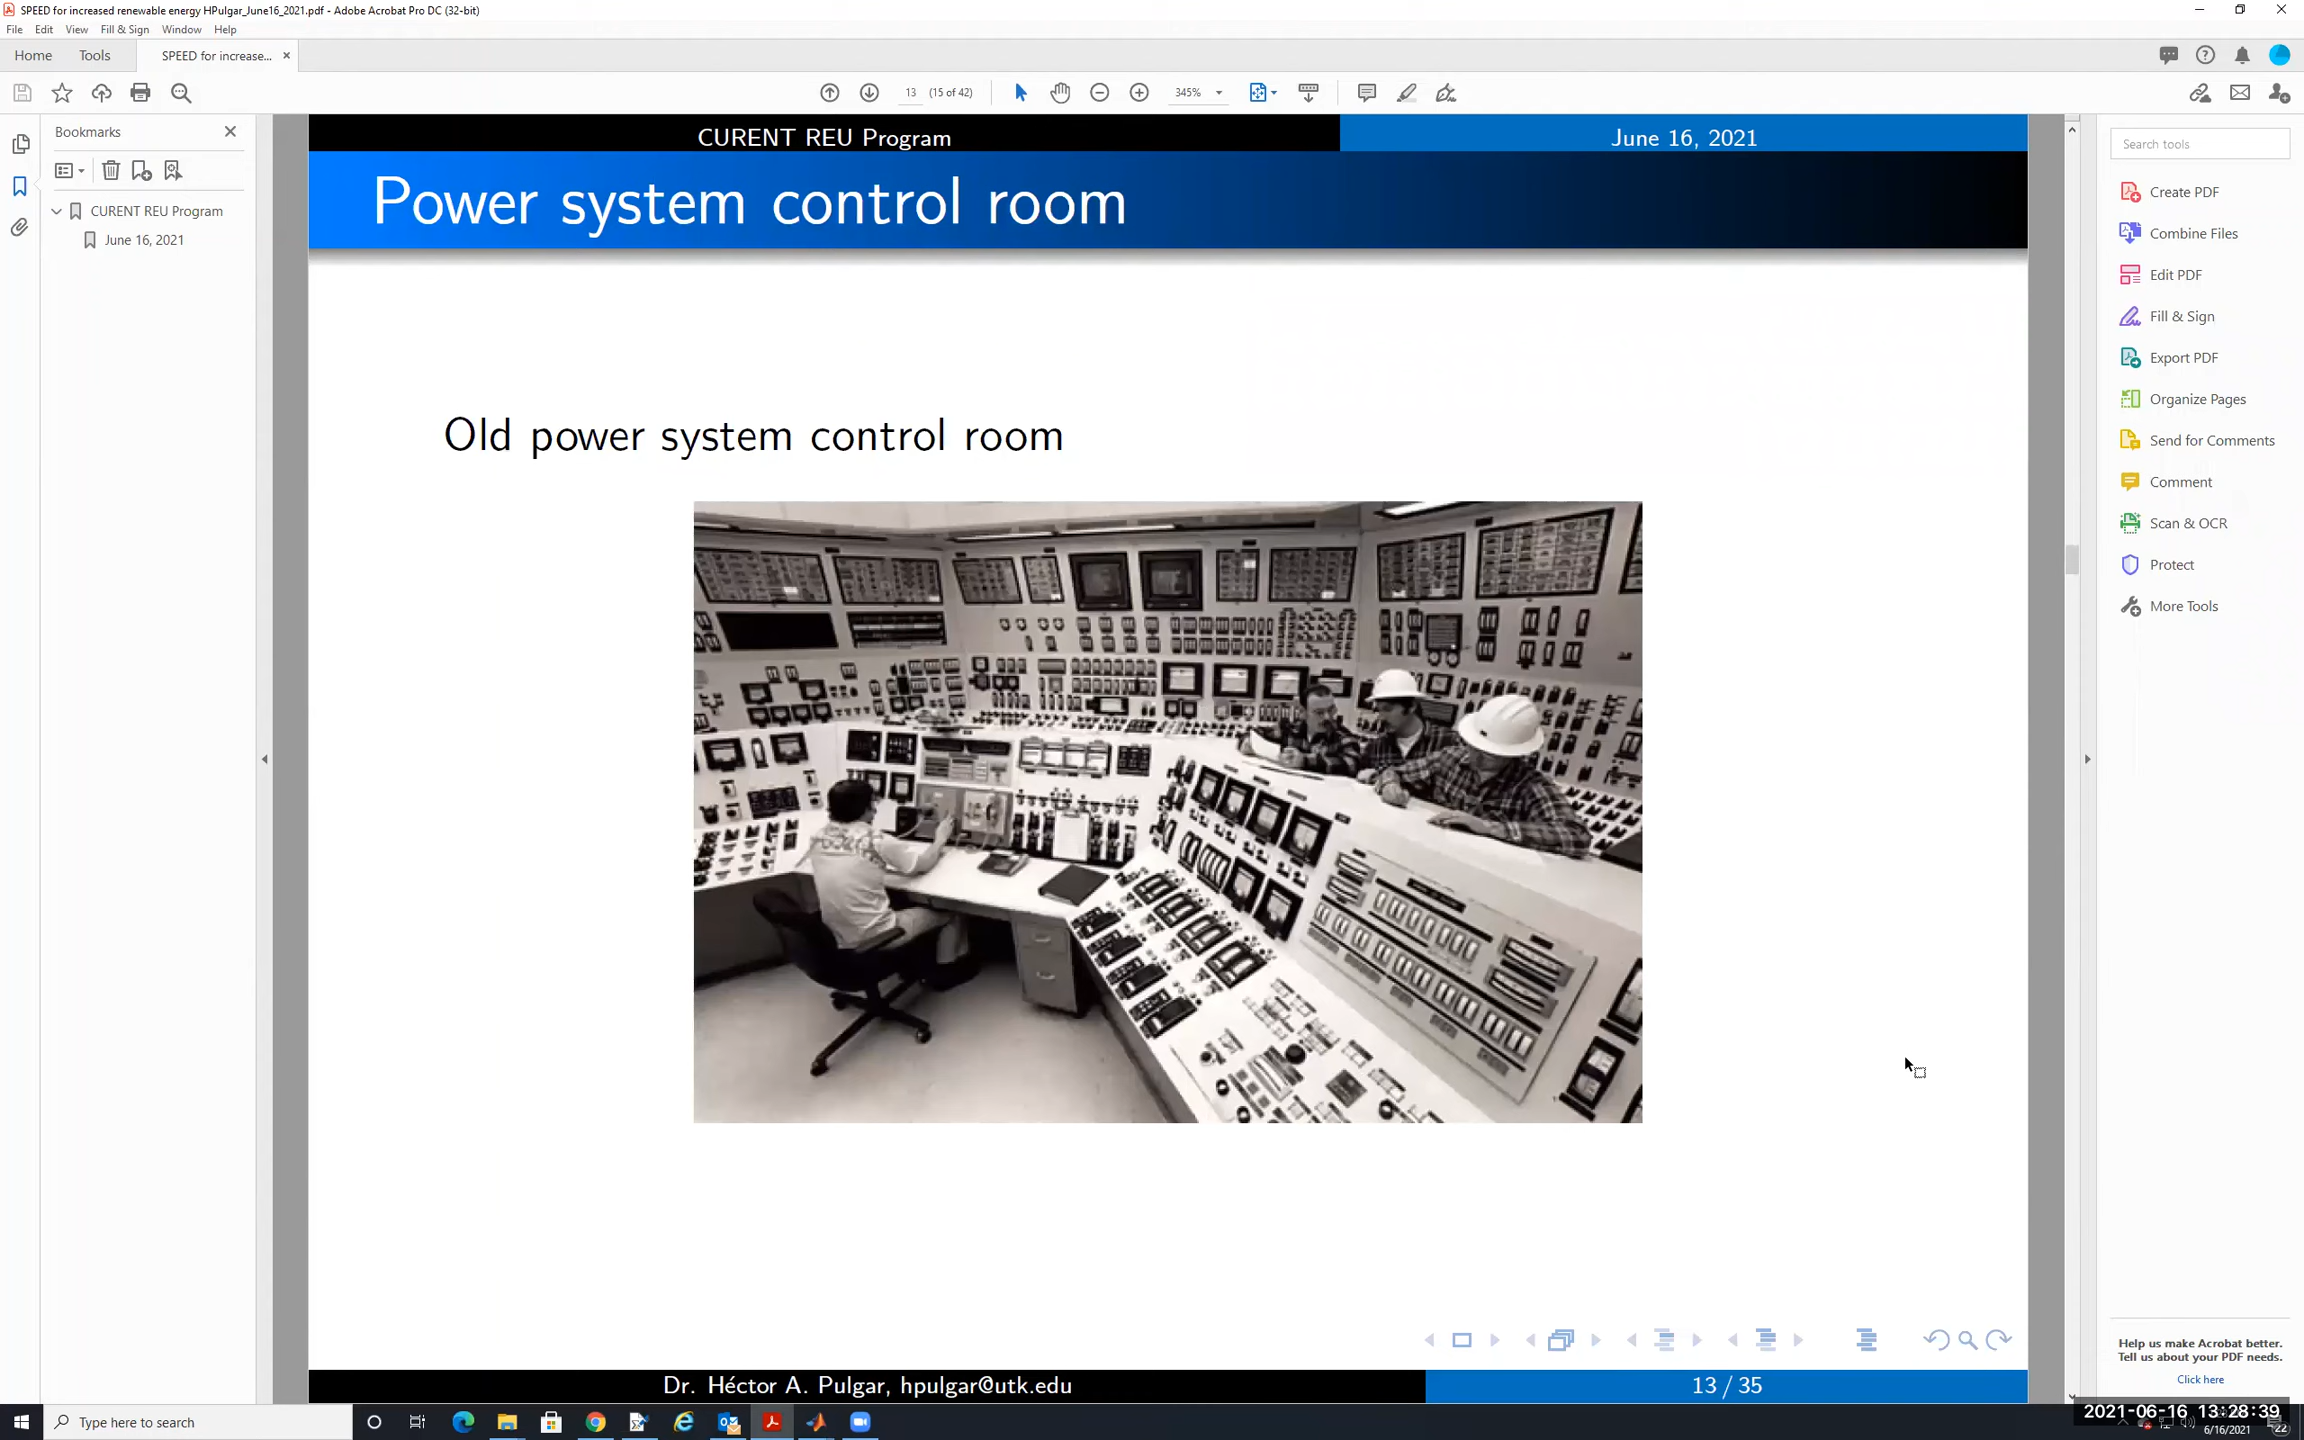 SPEED for increased renewable energy HPulgar_June16_2021.pdf - Adobe Acrobat Pro DC (32-bit)
File Edit View Fill & Sign Window Help
Home Tools SPEED for increase...
13 (15 of 42) 345%
Bookmarks
CURENT REU Program
June 16, 2021
CURENT REU Program June 16, 2021
Power system control room
Old power system control room
Dr. Héctor A. Pulgar, hpulgar@utk.edu 13 / 35
Search tools
Create PDF
Combine Files
Edit PDF
Fill & Sign
Export PDF
Organize Pages
Send for Comments
Comment
Scan & OCR
Protect
More Tools
Help us make Acrobat better.
Tell us about your PDF needs.
Click here
Type here to search
2021-06-16 13:28:39
6/16/2021
22